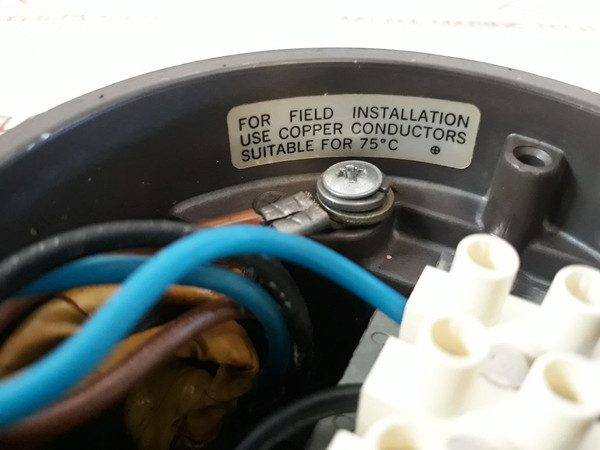 FOR FIELD INSTALLATION
USE COPPER CONDUCTORS
SUITABLE FOR 75°C